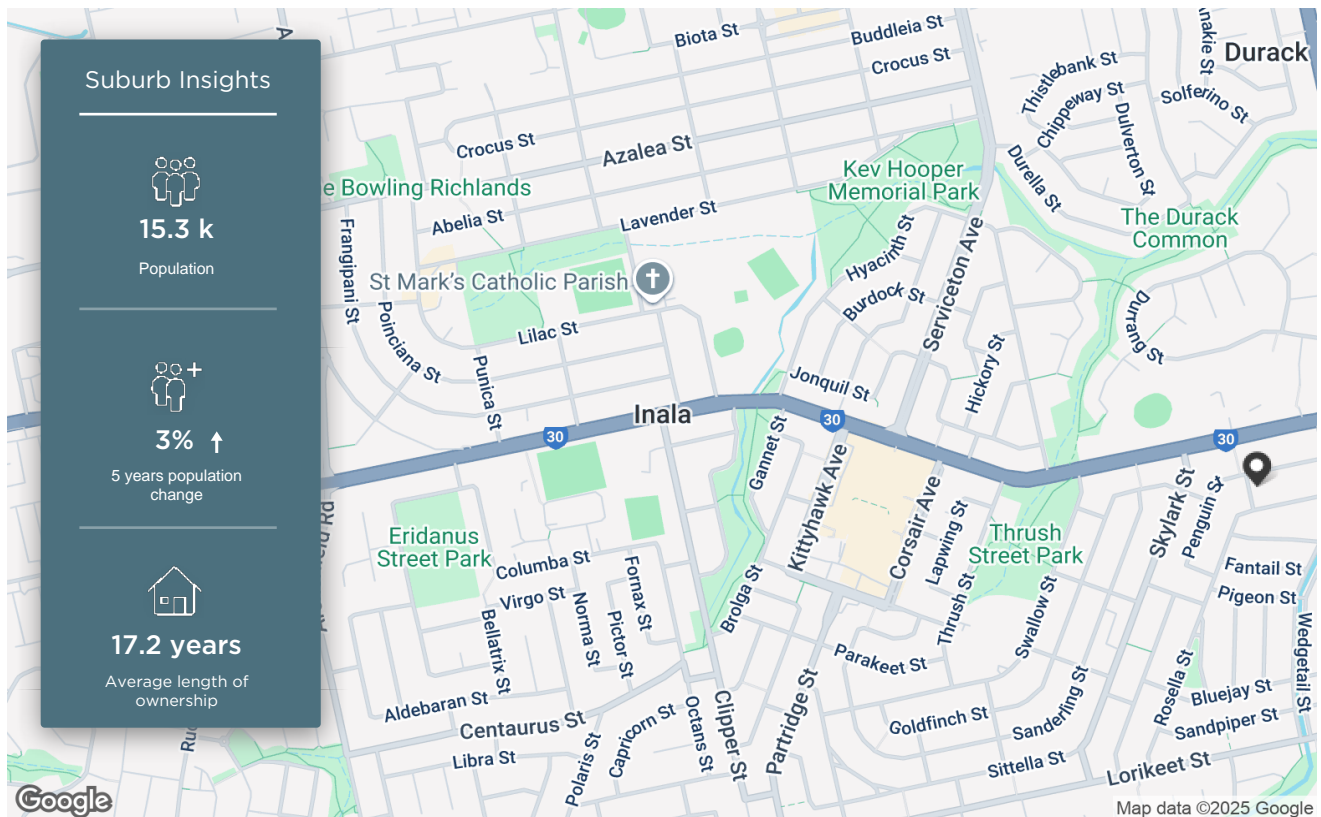 Suburb Insights
15.3 k
Population
3%
5 years population
change
17.2 years
Average length of
ownership
Biota St
Buddleia St
Crocus St
Durack
Thistlebank St
Chippeway St
Solferino St
Dulverton St
Durella St
Crocus St
Azalea St
Kev Hooper
Memorial Park
The Durack
Common
e Bowling Richlands
Abelia St
Lavender St
Frangipani St
Poinciana St
Hyacinth St
Burdock St
Serviceton Ave
St Mark's Catholic Parish
Lilac St
Punica St
Durrang St
Hickory St
Jonquil St
Inala
30
30
30
Gannet St
Kittyhawk Ave
Corsair Ave
Lapwing St
Skylark St
Penguin St
Eridanus
Street Park
Thrush
Street Park
Columba St
Fornax St
Virgo St
Norma St
Pictor St
Bellatrix St
Brolga St
Thrush St
Swallow St
Fantail St
Pigeon St
Wedgetail St
Parakeet St
Rosella St
Bluejay St
Sandpiper St
Aldebaran St
Centaurus St
Octans St
Clipper St
Partridge St
Goldfinch St
Sanderling St
Libra St
Polaris St
Capricorn St
Sittella St
Lorikeet St
Google
Map data ©2025 Google